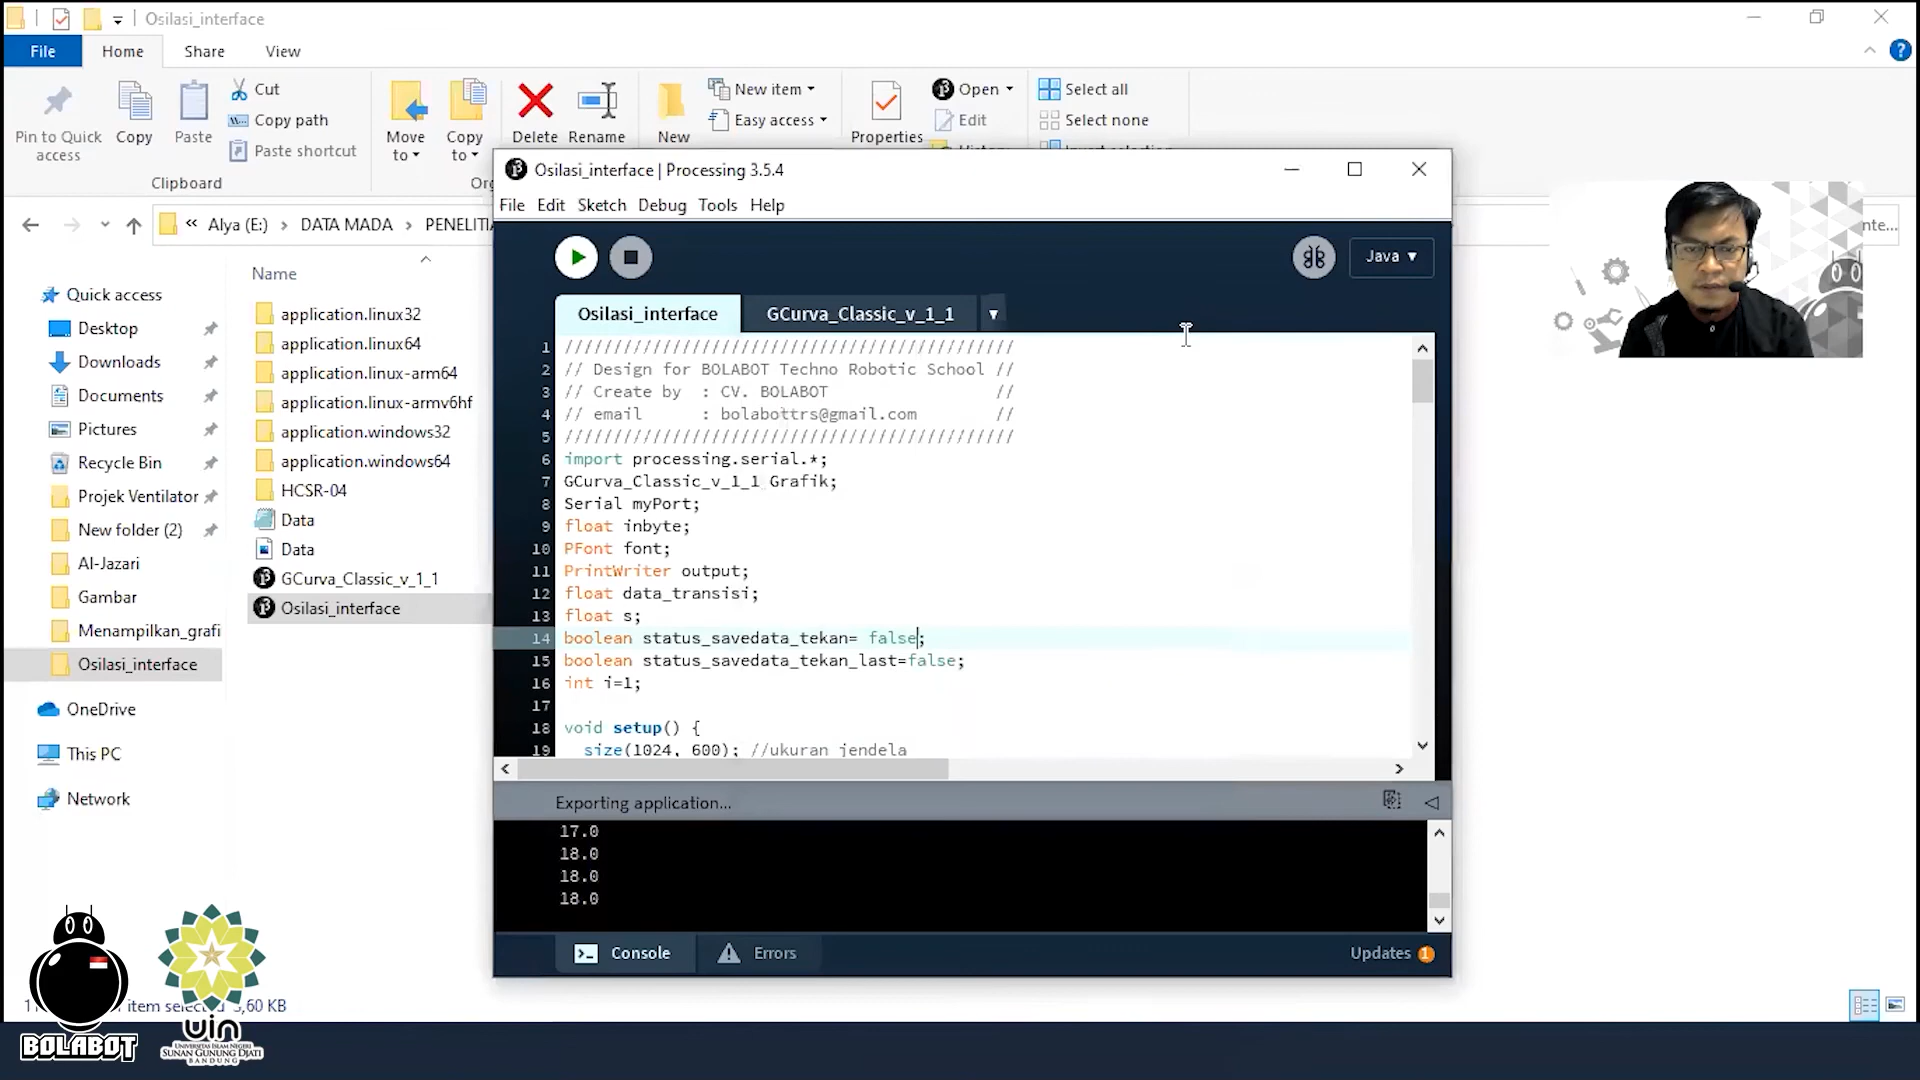 Osilasi_interface
File
Home
Share
View
Pin to Quick access
Copy
Paste
Cut
Copy path
Paste shortcut
Clipboard
Move to
Copy to
Delete
Rename
New
New item
Easy access
Properties
Open
Edit
Select all
Select none
Alya (E:) > DATA MADA >
Osilasi_interface | Processing 3.5.4
File Edit Sketch Debug Tools Help
Java
Osilasi_interface
GCurva_Classic_v_1_1
Quick access
Desktop
Downloads
Documents
Pictures
Recycle Bin
Projek Ventilator
New folder (2)
Al-Jazari
Gambar
Menampilkan_grafi
Osilasi_interface
OneDrive
This PC
Network
Name
application.linux32
application.linux64
application.linux-arm64
application.linux-armv6hf
application.windows32
application.windows64
HCSR-04
Data
Data
GCurva_Classic_v_1_1
Osilasi_interface
1 //////////////////////////////////////////////
2 // Design for BOLABOT Techno Robotic School //
3 // Create by : CV. BOLABOT //
4 // email : bolabottrs@gmail.com //
5 //////////////////////////////////////////////
6 import processing.serial.*;
7 GCurva_Classic_v_1_1 Grafik;
8 Serial myPort;
9 float inbyte;
10 PFont font;
11 PrintWriter output;
12 float data_transisi;
13 float s;
14 boolean status_savedata_tekan= false;
15 boolean status_savedata_tekan_last=false;
16 int i=1;
17
18 void setup() {
19 size(1024, 600); //ukuran jendela
Exporting application...
17.0
18.0
18.0
18.0
Console
Errors
Updates 1
BOLABOT
uin
UNIVERSITAS ISLAM NEGERI
SUNAN GUNUNG DJATI
BANDUNG